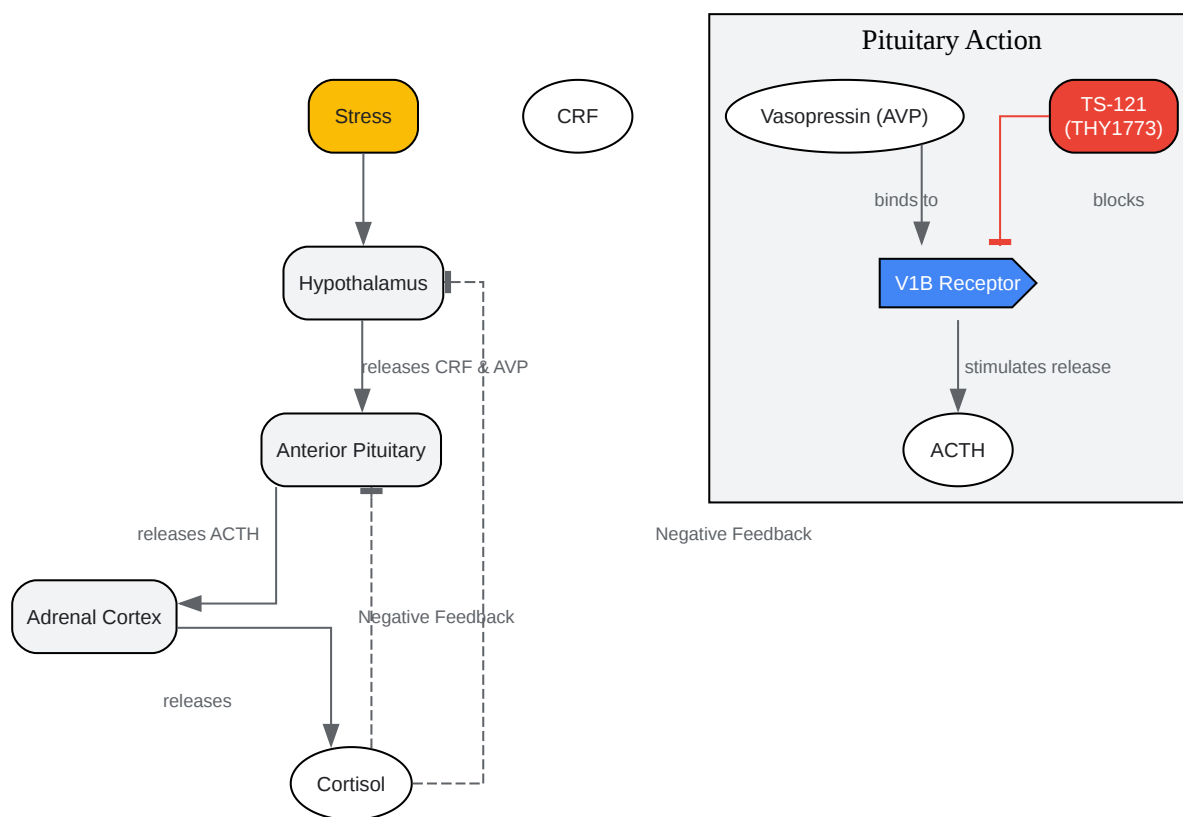 Pituitary Action
Stress
CRF
Vasopressin (AVP)
TS-121
(THY1773)
binds to
blocks
Hypothalamus
V1B Receptor
releases CRF & AVP
stimulates release
Anterior Pituitary
ACTH
releases ACTH
Negative Feedback
Adrenal Cortex
Negative Feedback
releases
Cortisol